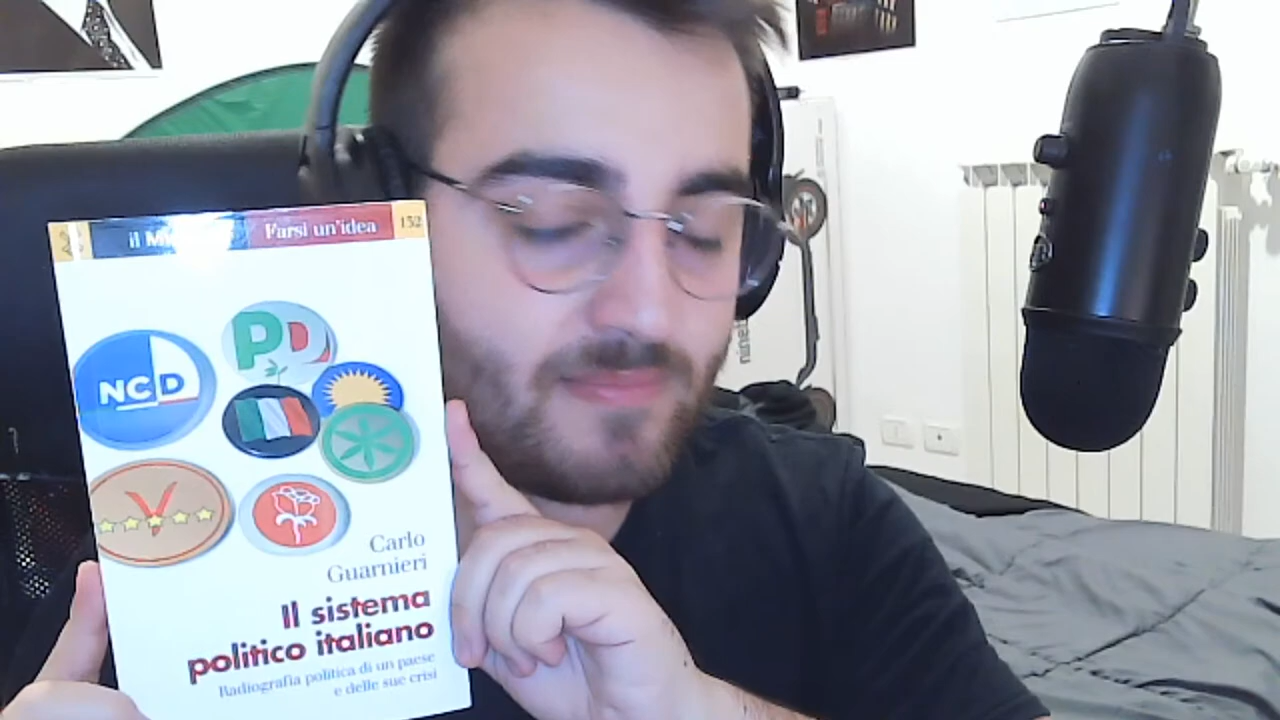 il M
Farsi un'idea
152
PD
NCD
V
Carlo
Guarnieri
Il sistema
politico italiano
Radiografia politica di un paese
e delle sue crisi